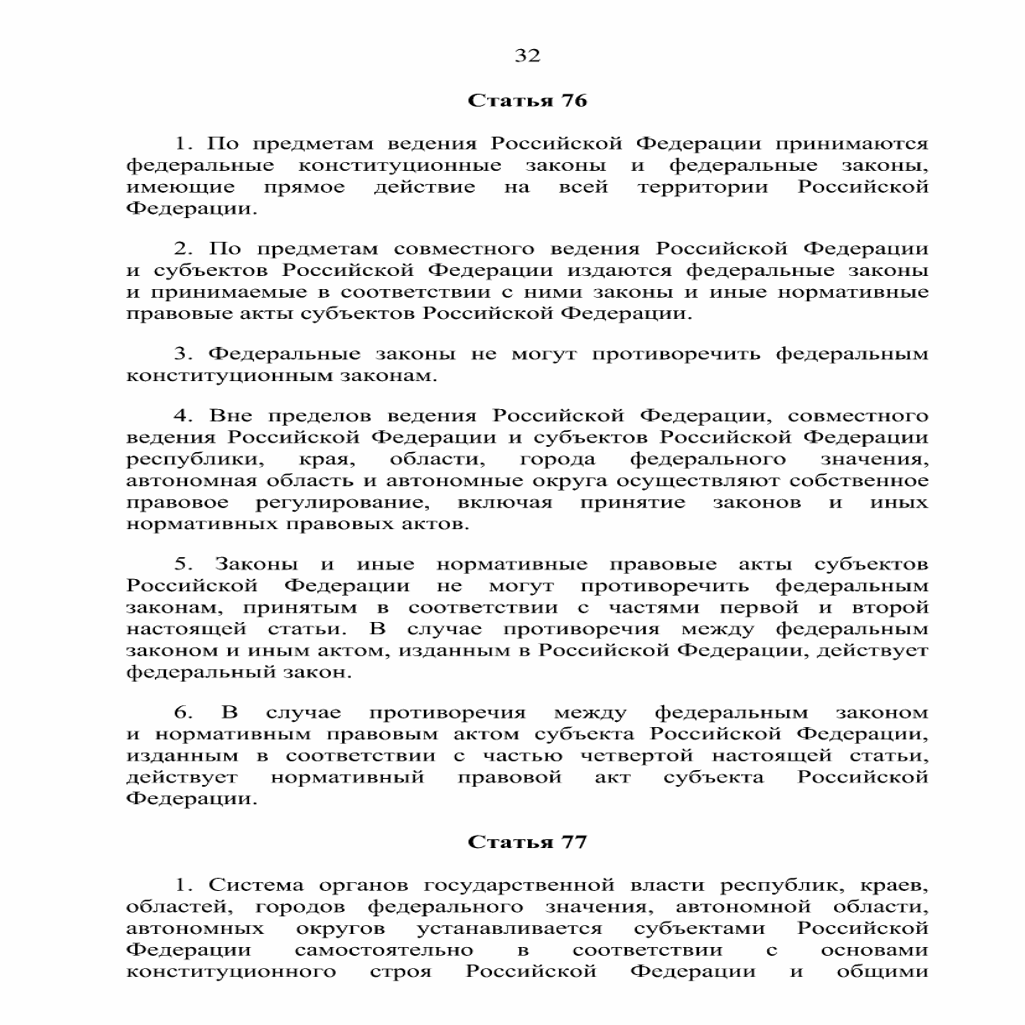 32
Статья 76
1. По предметам ведения Российской Федерации принимаются
федеральные конституционные законы и федеральные законы,
имеющие прямое действие на всей территории Российской
Федерации.
2. По предметам совместного ведения Российской Федерации
и субъектов Российской Федерации издаются федеральные законы
и принимаемые в соответствии с ними законы и иные нормативные
правовые акты субъектов Российской Федерации.
3. Федеральные законы не могут противоречить федеральным
конституционным законам.
4. Вне пределов ведения Российской Федерации, совместного
ведения Российской Федерации и субъектов Российской Федерации
республики, края, области, города федерального значения,
автономная область и автономные округа осуществляют собственное
правовое регулирование, включая принятие законов и иных
нормативных правовых актов.
5. Законы и иные нормативные правовые акты субъектов
Российской Федерации не могут противоречить федеральным
законам, принятым в соответствии с частями первой и второй
настоящей статьи. В случае противоречия между федеральным
законом и иным актом, изданным в Российской Федерации, действует
федеральный закон.
6. В случае противоречия между федеральным законом
и нормативным правовым актом субъекта Российской Федерации,
изданным в соответствии с частью четвертой настоящей статьи,
действует нормативный правовой акт субъекта Российской
Федерации.
Статья 77
1. Система органов государственной власти республик, краев,
областей, городов федерального значения, автономной области,
автономных округов устанавливается субъектами Российской
Федерации самостоятельно в соответствии с основами
конституционного строя Российской Федерации и общими